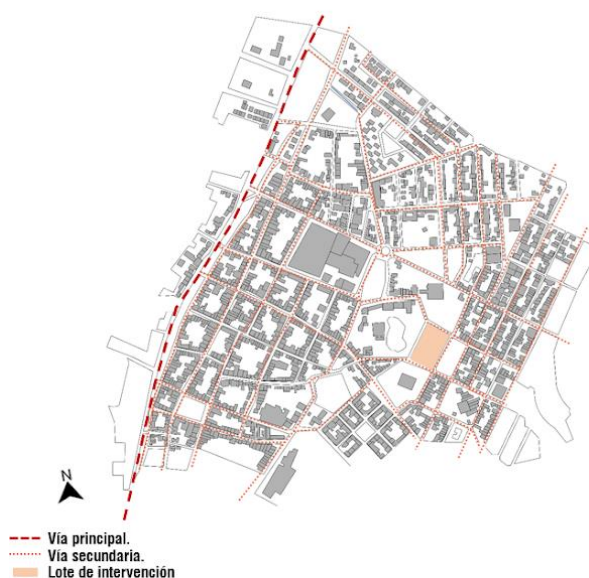 N
Vía principal.
Vía secundaria.
Lote de intervención